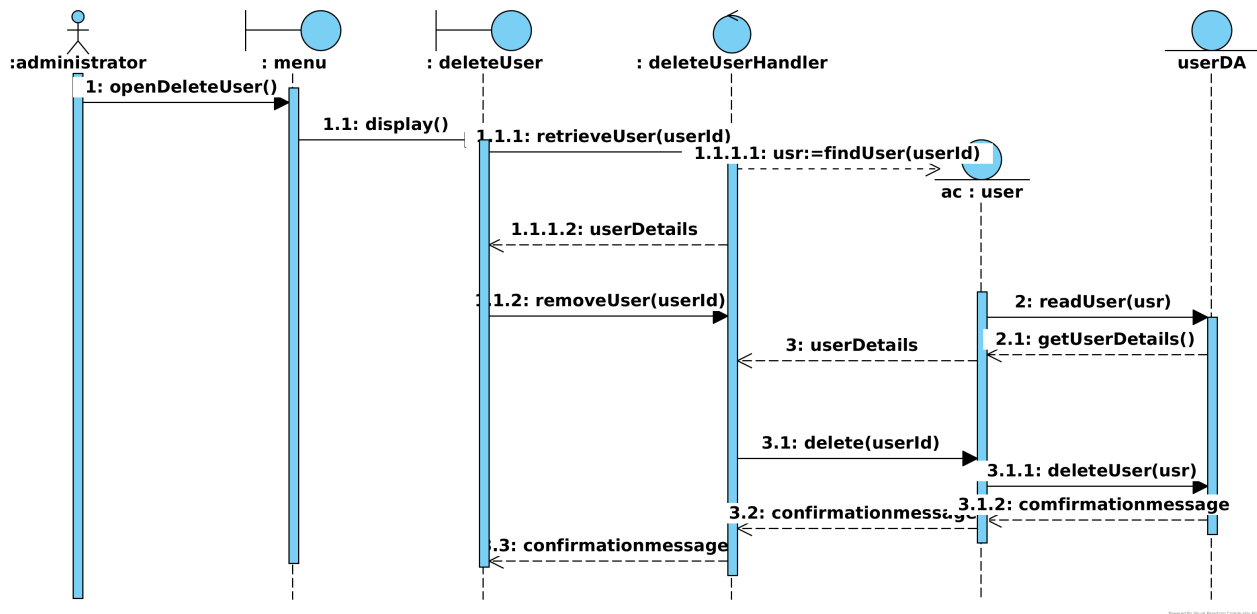 :administrator
: menu
: deleteUser
: deleteUserHandler
userDA
1: openDeleteUser()
1.1: display()
1.1.1: retrieveUser(userId)
1.1.1.1: usr:=findUser(userId)
ac : user
1.1.1.2: userDetails
1.1.2: removeUser(userId)
2: readUser(usr)
2.1: getUserDetails()
3: userDetails
3.1: delete(userId)
3.1.1: deleteUser(usr)
3.1.2: comfirmationmessage
3.2: confirmationmessage
3.3: confirmationmessage